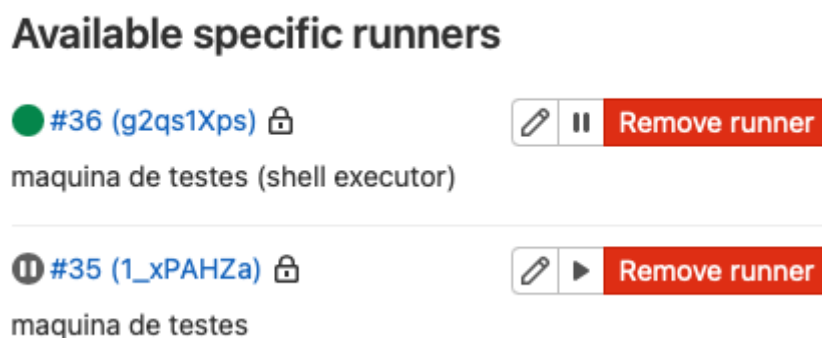 Available specific runners
#36 (g2qs1Xps) Remove runner
maquina de testes (shell executor)
#35 (1_xPAHZa) Remove runner
maquina de testes